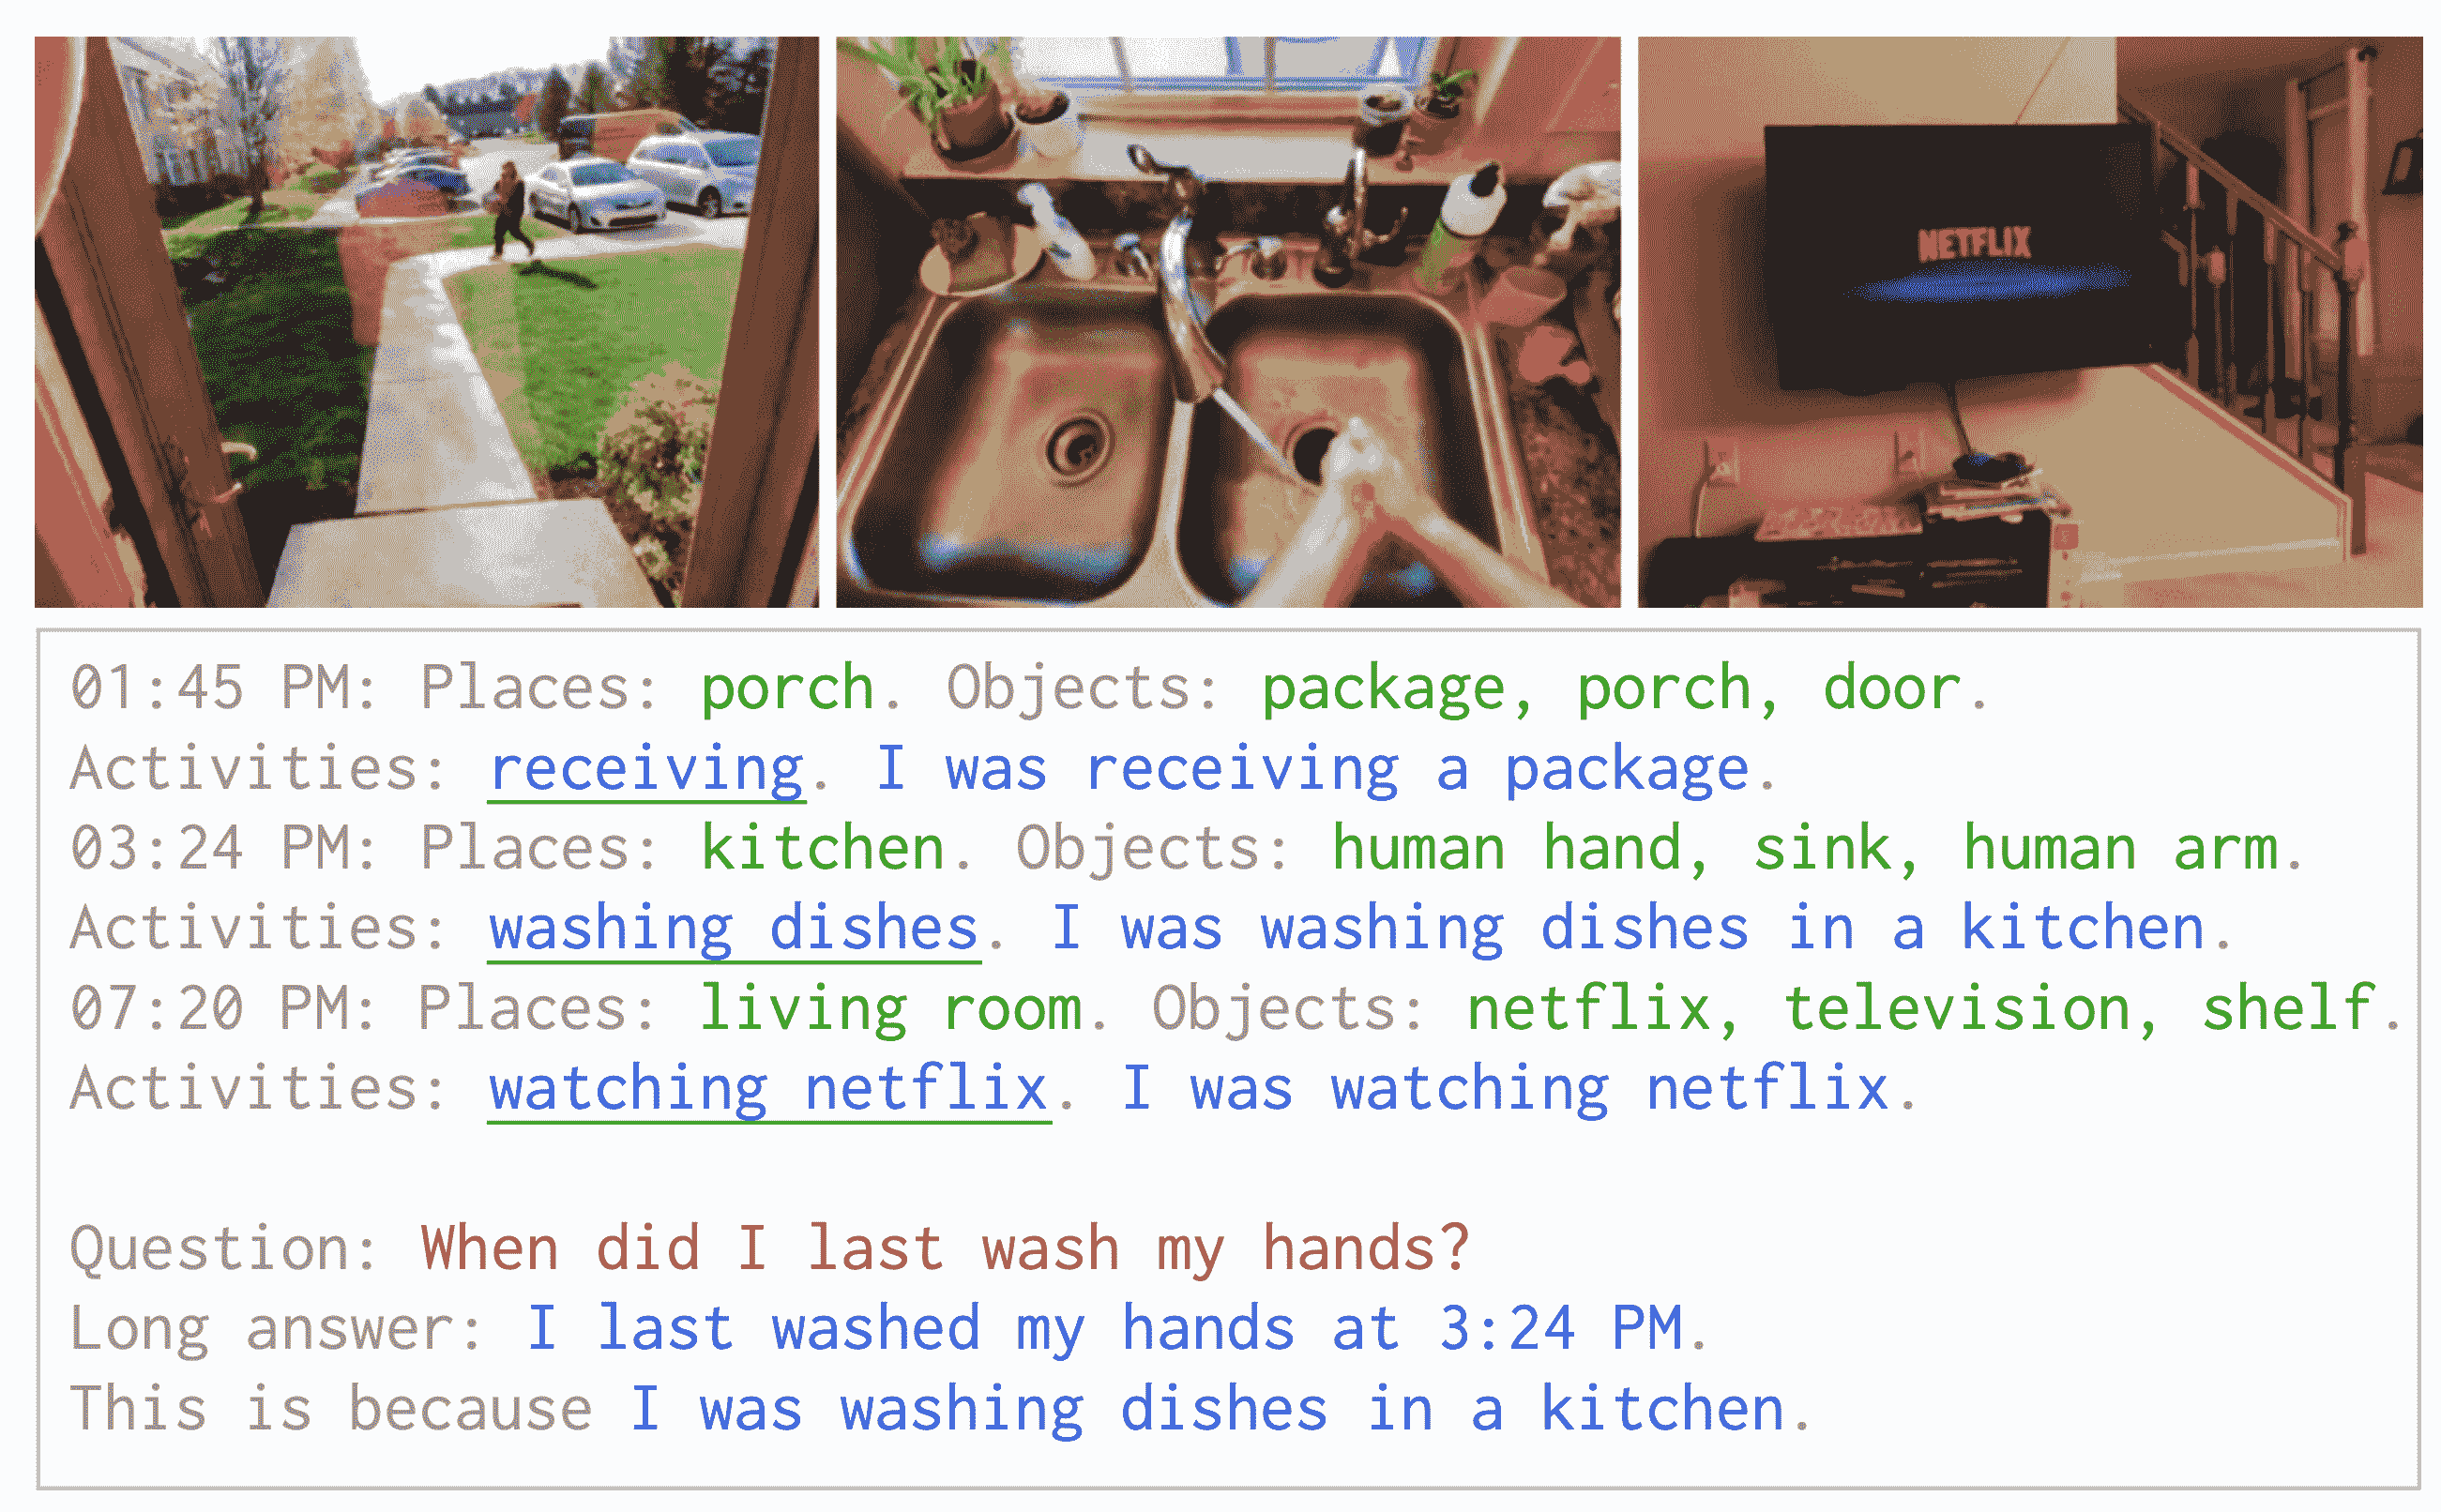 NETFLIX
01:45 PM: Places: porch. Objects: package, porch, door.
Activities: receiving. I was receiving a package.
03:24 PM: Places: kitchen. Objects: human hand, sink, human arm.
Activities: washing dishes. I was washing dishes in a kitchen.
07:20 PM: Places: living room. Objects: netflix, television, shelf.
Activities: watching netflix. I was watching netflix.
Question: When did I last wash my hands?
Long answer: I last washed my hands at 3:24 PM.
This is because I was washing dishes in a kitchen.